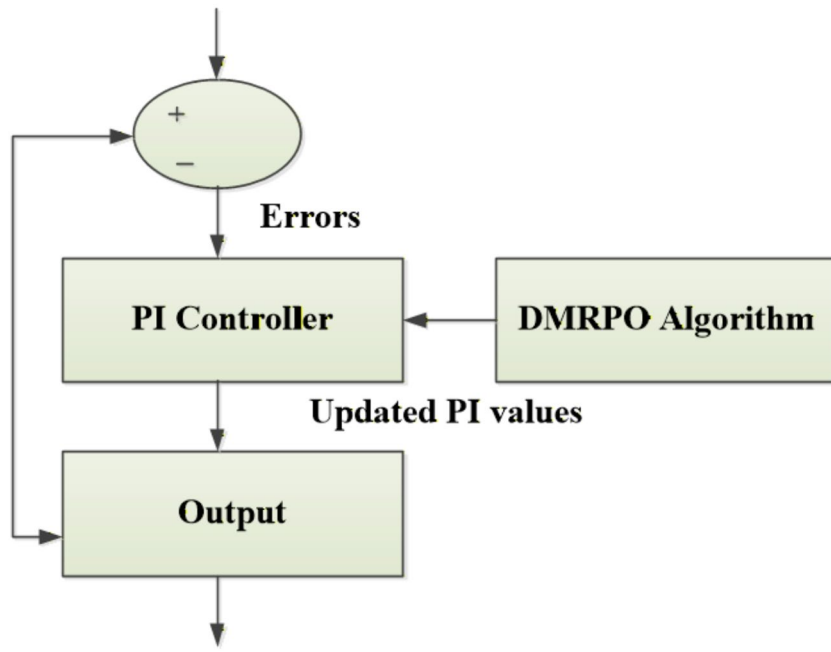 +
−
Errors
PI Controller
DMRPO Algorithm
Updated PI values
Output